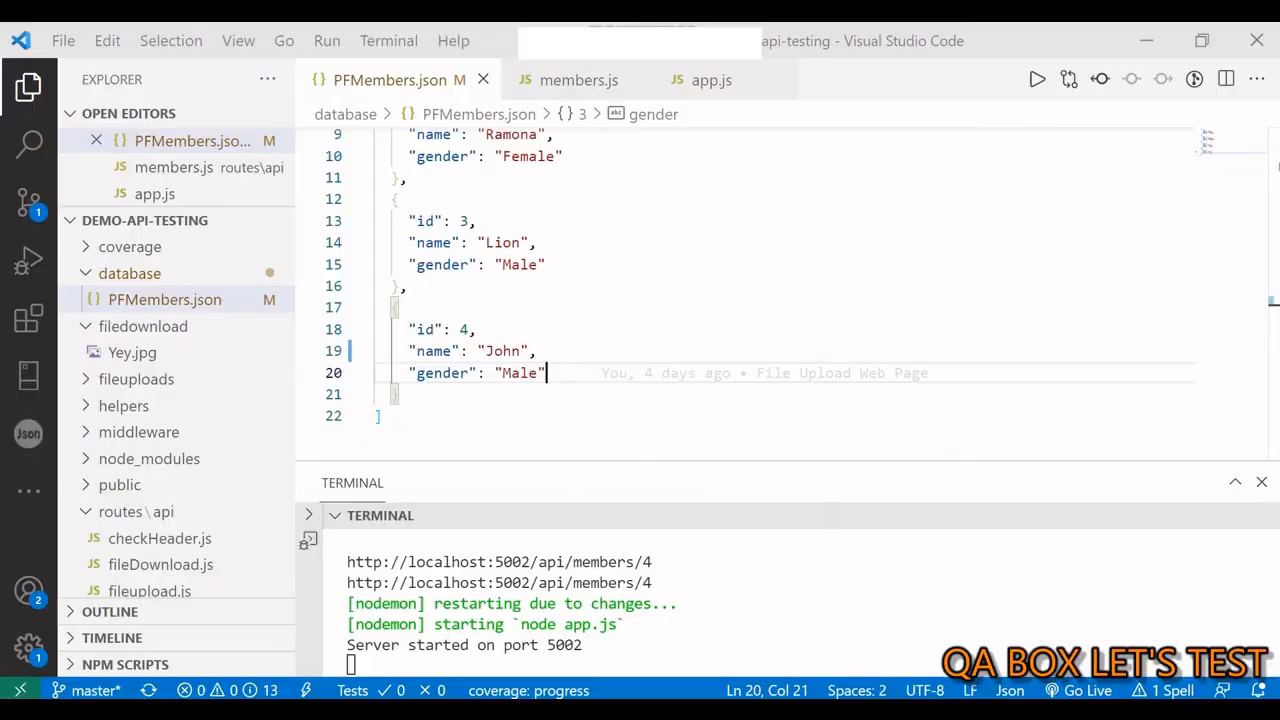 File Edit Selection View Go Run Terminal Help api-testing - Visual Studio Code
EXPLORER
OPEN EDITORS
PFMembers.jso... M
members.js routes\api
app.js
DEMO-API-TESTING
coverage
database
PFMembers.json M
filedownload
Yey.jpg
fileuploads
helpers
middleware
node_modules
public
routes\api
checkHeader.js
fileDownload.js
fileupload.js
OUTLINE
TIMELINE
NPM SCRIPTS
Json
2
1
1
PFMembers.json M
JS members.js
JS app.js
database > {} PFMembers.json > {} 3 > abc gender
9 "name": "Ramona",
10 "gender": "Female"
11 },
12 {
13 "id": 3,
14 "name": "Lion",
15 "gender": "Male"
16 },
17 {
18 "id": 4,
19 "name": "John",
20 "gender": "Male" You, 4 days ago • File Upload Web Page
21 }
22 ]
TERMINAL
TERMINAL
http://localhost:5002/api/members/4
http://localhost:5002/api/members/4
[nodemon] restarting due to changes...
[nodemon] starting `node app.js`
Server started on port 5002
QA BOX LET'S TEST
master* 0 0 13 Tests ✓ 0 × 0 coverage: progress Ln 20, Col 21 Spaces: 2 UTF-8 LF Json Go Live 1 Spell